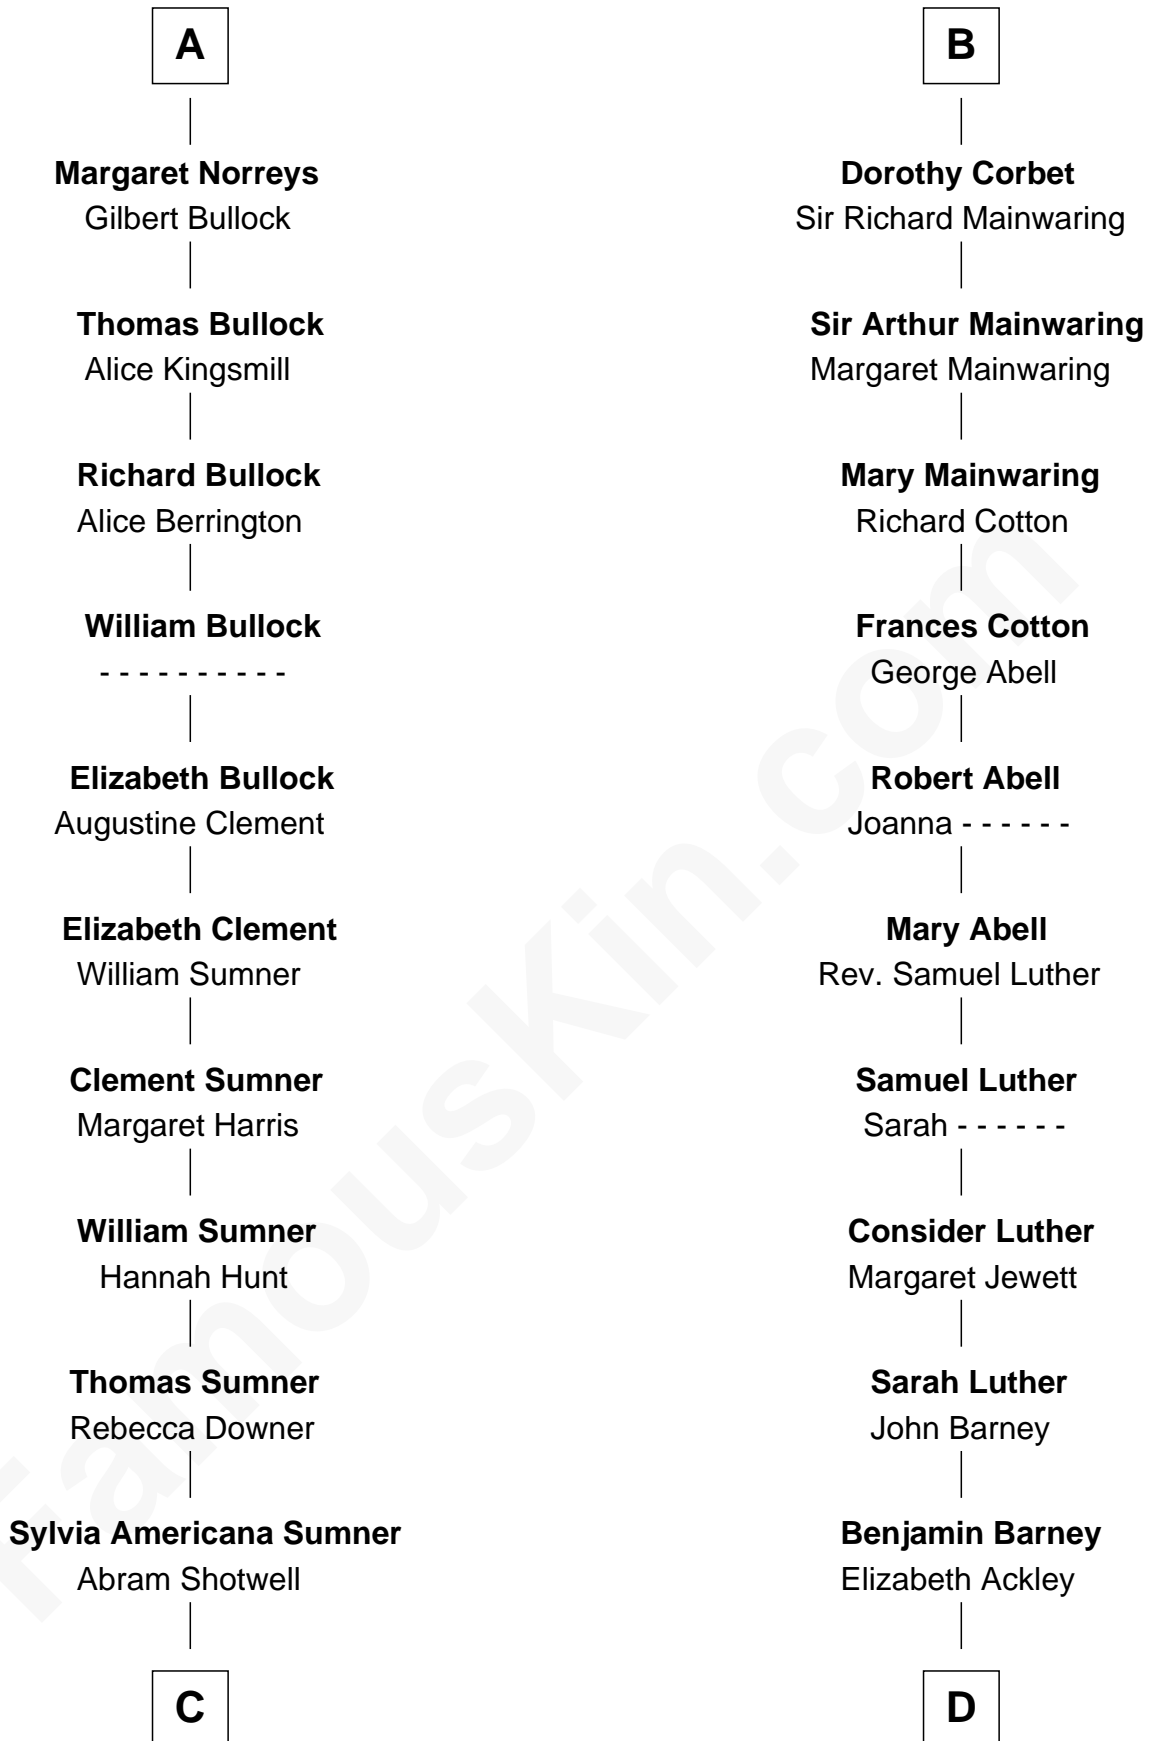 A
Margaret Norreys
Gilbert Bullock
Thomas Bullock
Alice Kingsmill
Richard Bullock
Alice Berrington
William Bullock
- - - - - - - - - -
Elizabeth Bullock
Augustine Clement
Elizabeth Clement
William Sumner
Clement Sumner
Margaret Harris
William Sumner
Hannah Hunt
Thomas Sumner
Rebecca Downer
Sylvia Americana Sumner
Abram Shotwell
C
B
Dorothy Corbet
Sir Richard Mainwaring
Sir Arthur Mainwaring
Margaret Mainwaring
Mary Mainwaring
Richard Cotton
Frances Cotton
George Abell
Robert Abell
Joanna - - - - - -
Mary Abell
Rev. Samuel Luther
Samuel Luther
Sarah - - - - - -
Consider Luther
Margaret Jewett
Sarah Luther
John Barney
Benjamin Barney
Elizabeth Ackley
D
FamousKin.com